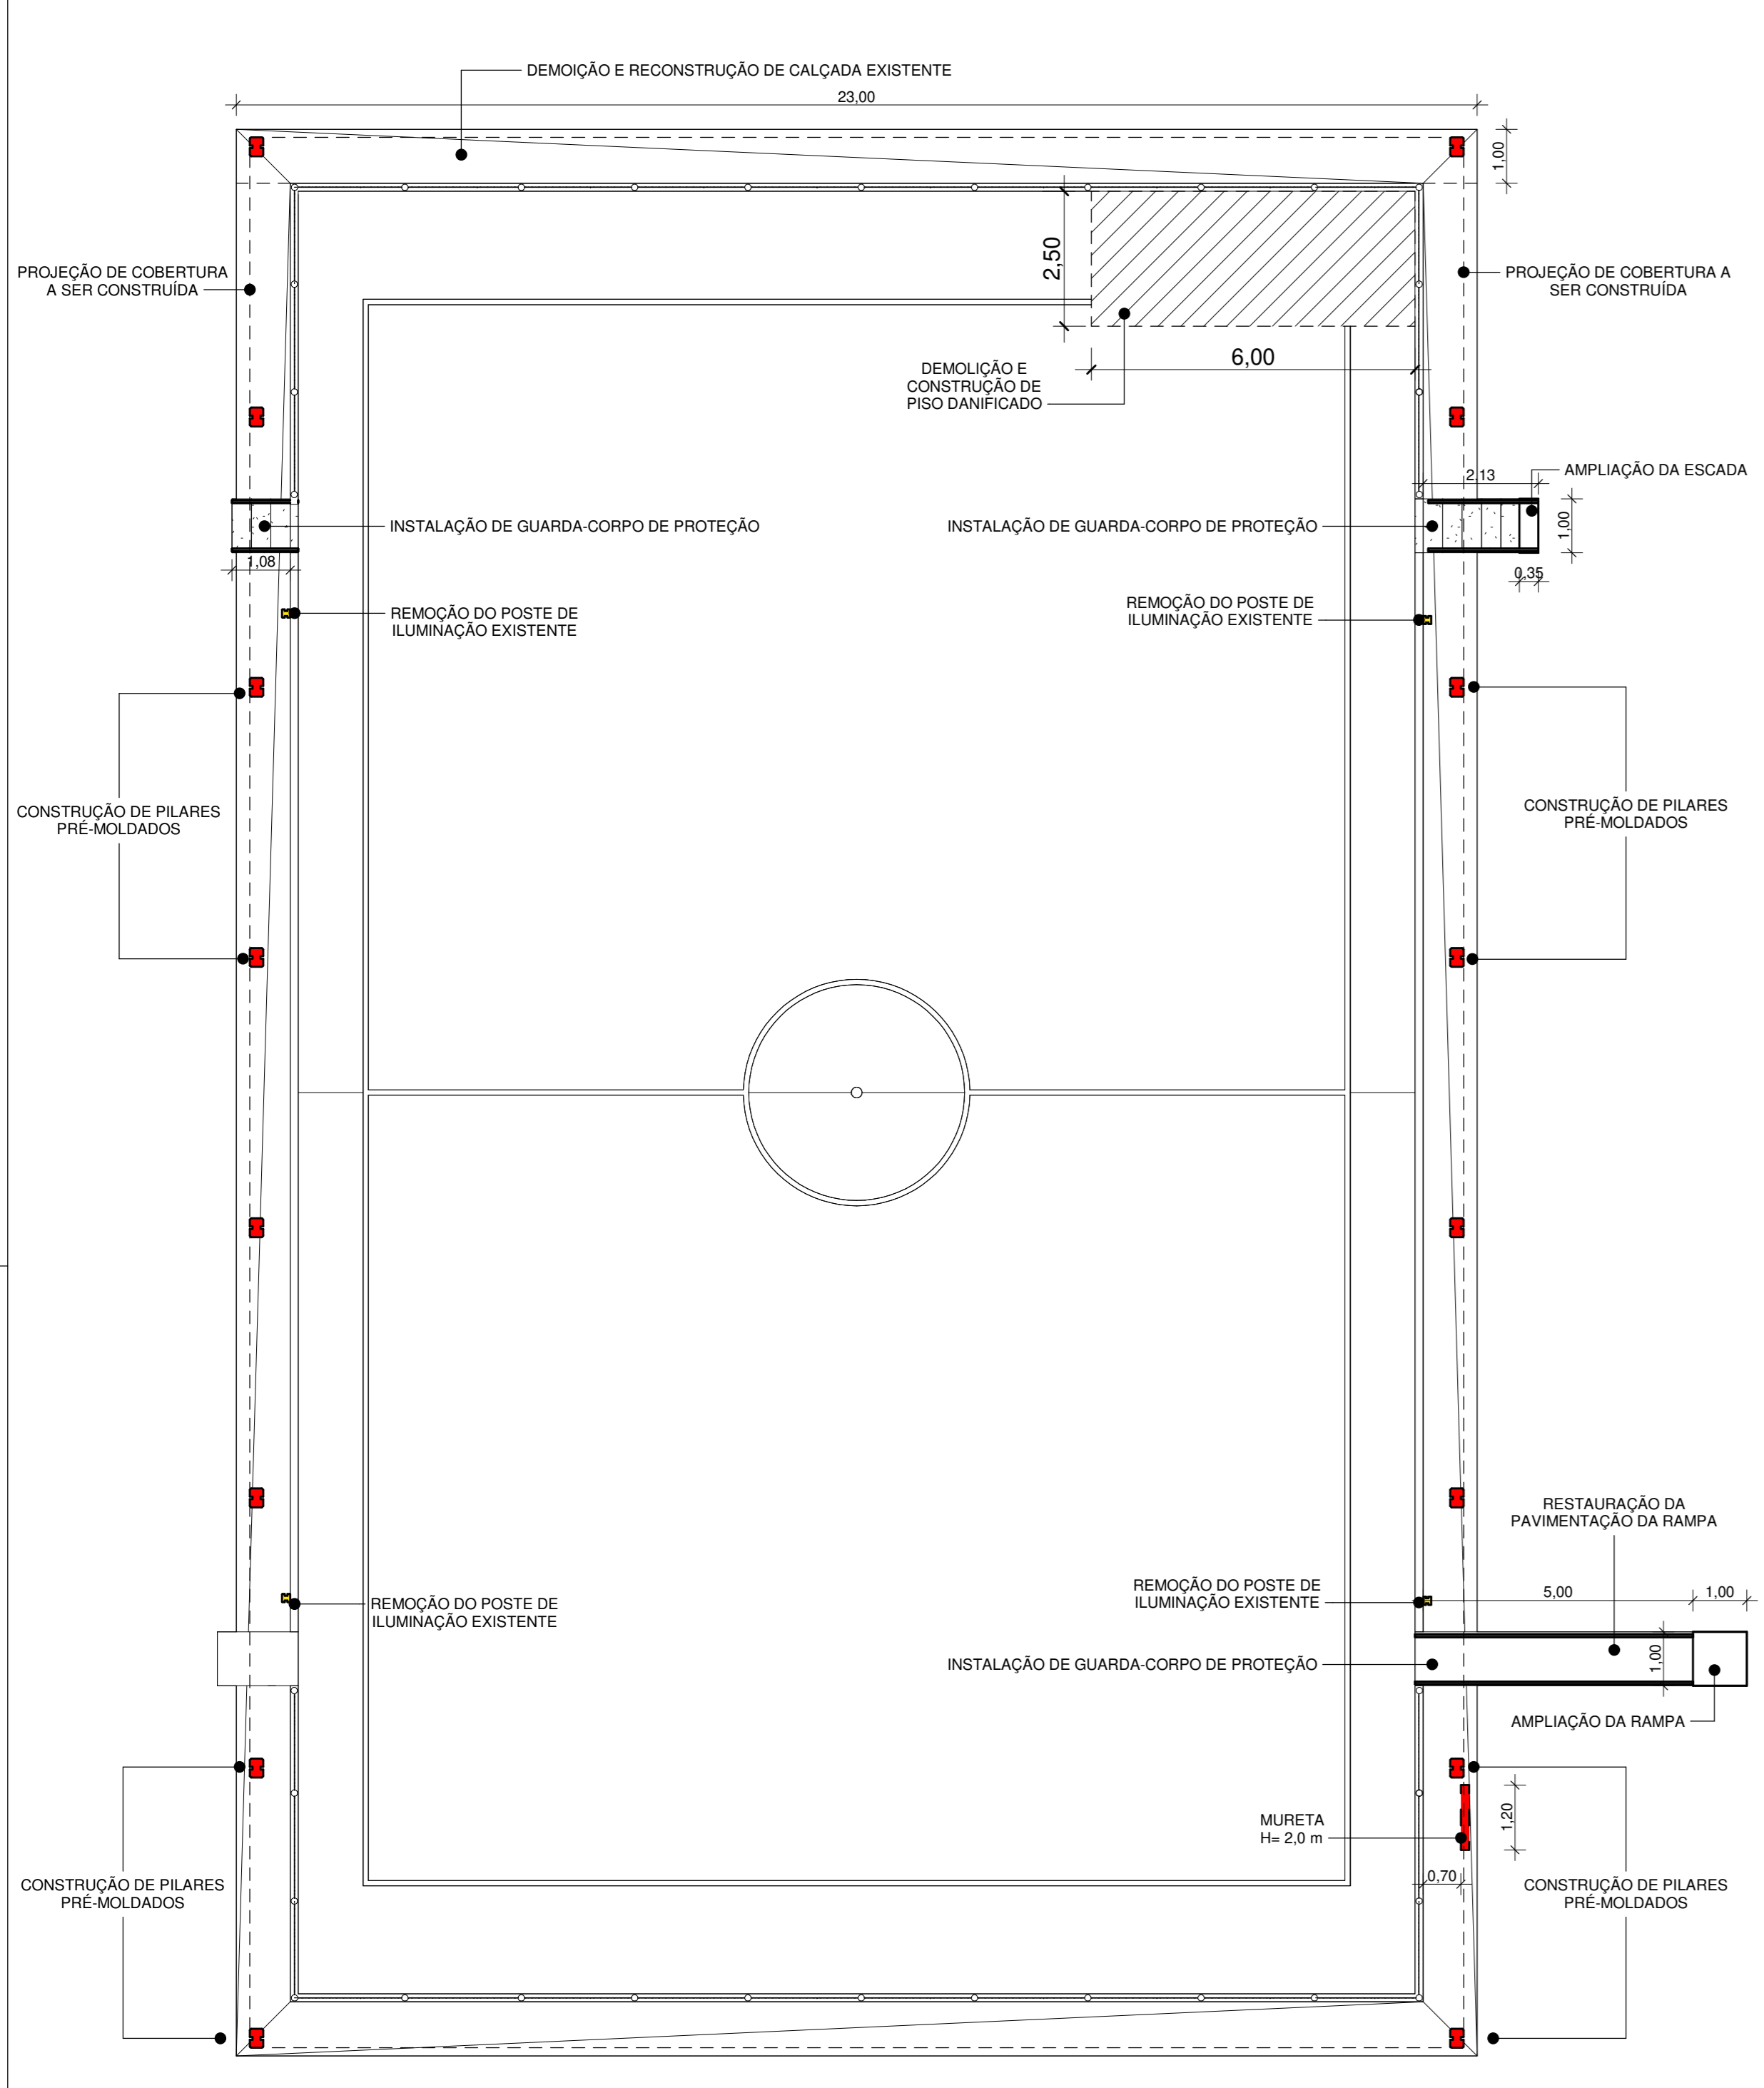 DEMOIÇÃO E RECONSTRUÇÃO DE CALÇADA EXISTENTE
23,00
1,00
PROJEÇÃO DE COBERTURA
A SER CONSTRUÍDA
2,50
PROJEÇÃO DE COBERTURA A
SER CONSTRUÍDA
6,00
DEMOLIÇÃO E
CONSTRUÇÃO DE
PISO DANIFICADO
2,13
AMPLIAÇÃO DA ESCADA
INSTALAÇÃO DE GUARDA-CORPO DE PROTEÇÃO
INSTALAÇÃO DE GUARDA-CORPO DE PROTEÇÃO
1,00
1,08
0,35
REMOÇÃO DO POSTE DE
ILUMINAÇÃO EXISTENTE
REMOÇÃO DO POSTE DE
ILUMINAÇÃO EXISTENTE
CONSTRUÇÃO DE PILARES
PRÉ-MOLDADOS
CONSTRUÇÃO DE PILARES
PRÉ-MOLDADOS
RESTAURAÇÃO DA
PAVIMENTAÇÃO DA RAMPA
REMOÇÃO DO POSTE DE
ILUMINAÇÃO EXISTENTE
REMOÇÃO DO POSTE DE
ILUMINAÇÃO EXISTENTE
5,00
1,00
INSTALAÇÃO DE GUARDA-CORPO DE PROTEÇÃO
1,00
AMPLIAÇÃO DA RAMPA
MURETA
H= 2,0 m
1,20
0,70
CONSTRUÇÃO DE PILARES
PRÉ-MOLDADOS
CONSTRUÇÃO DE PILARES
PRÉ-MOLDADOS